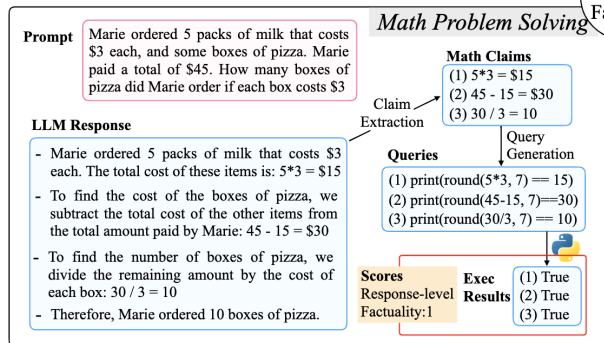 Math Problem Solving
Fa
Prompt
Marie ordered 5 packs of milk that costs
$3 each, and some boxes of pizza. Marie
paid a total of $45. How many boxes of
pizza did Marie order if each box costs $3
LLM Response
- Marie ordered 5 packs of milk that costs $3
each. The total cost of these items is: 5*3 = $15
- To find the cost of the boxes of pizza, we
subtract the total cost of the other items from
the total amount paid by Marie: 45 - 15 = $30
- To find the number of boxes of pizza, we
divide the remaining amount by the cost of
each box: 30 / 3 = 10
- Therefore, Marie ordered 10 boxes of pizza.
Claim
Extraction
Math Claims
(1) 5*3 = $15
(2) 45 - 15 = $30
(3) 30 / 3 = 10
Query
Generation
Queries
(1) print(round(5*3, 7) == 15)
(2) print(round(45-15, 7)==30)
(3) print(round(30/3, 7) == 10)
Exec
Results
(1) True
(2) True
(3) True
Scores
Response-level
Factuality:1